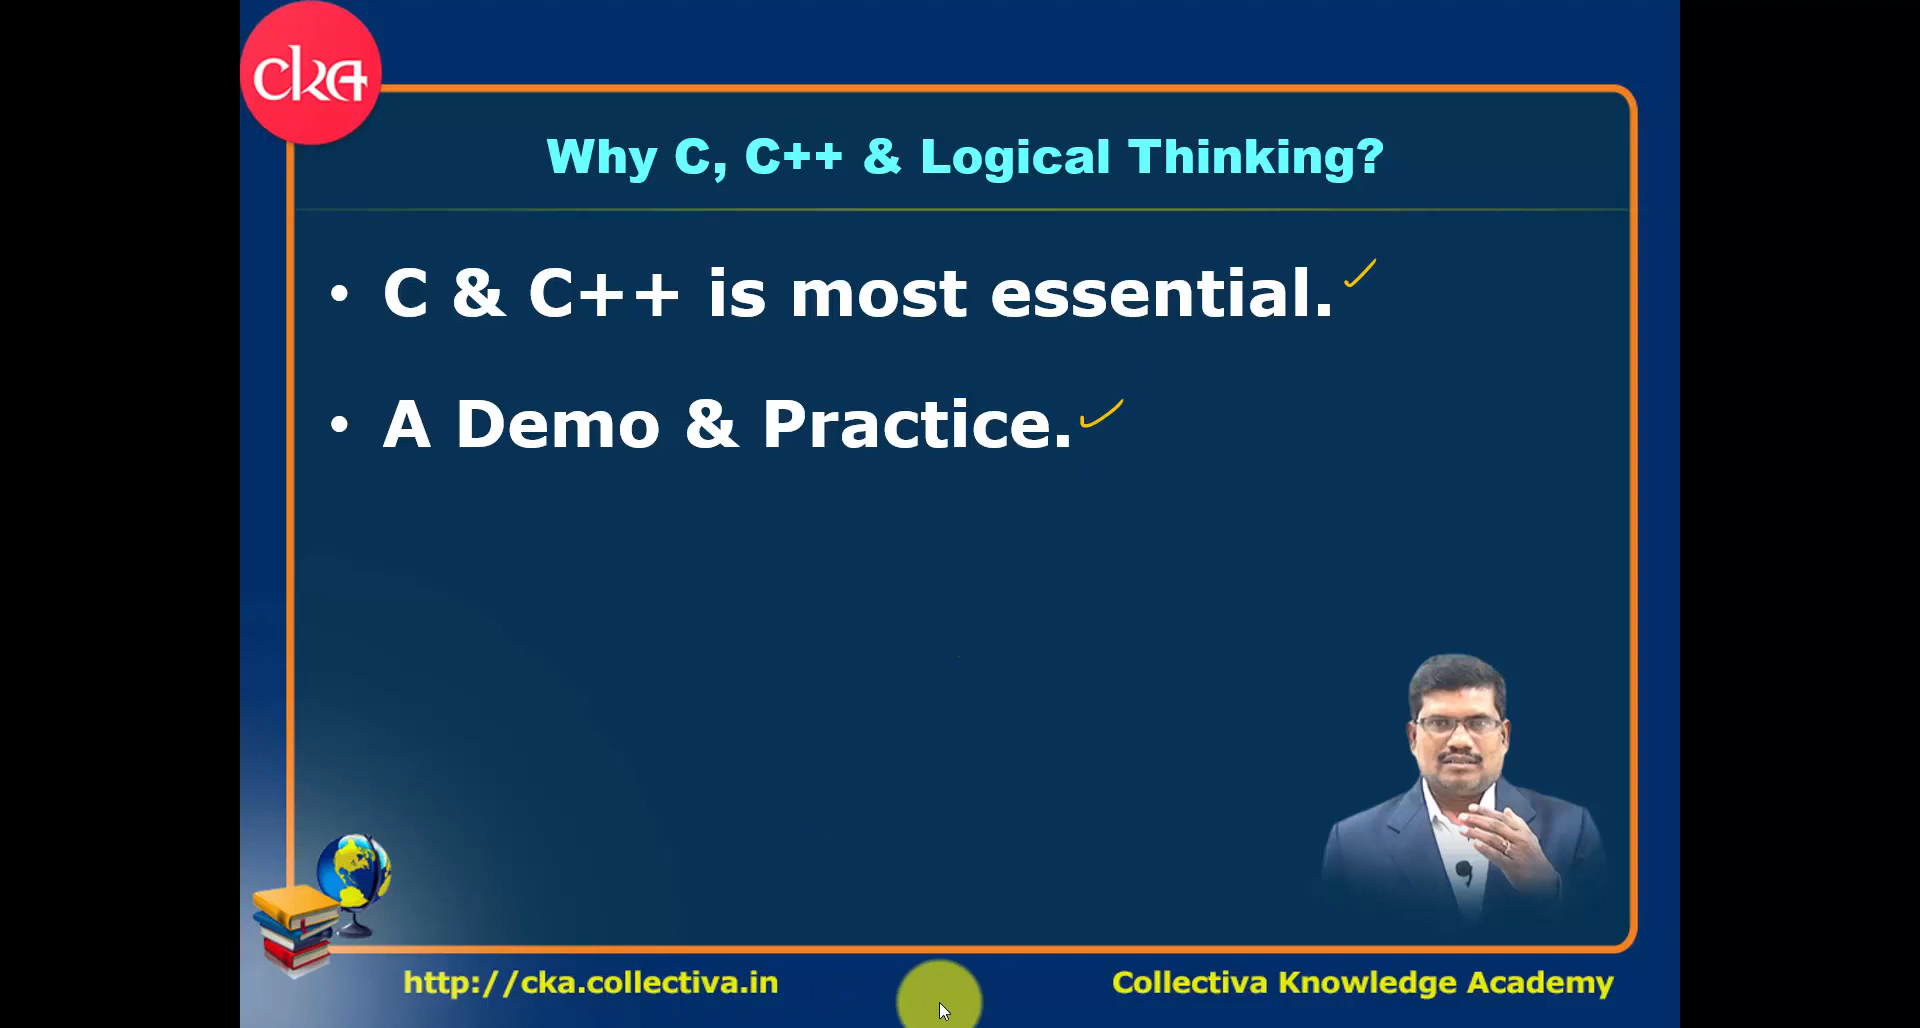 cka
Why C, C++ & Logical Thinking?
• C & C++ is most essential.
• A Demo & Practice.
http://cka.collectiva.in
Collectiva Knowledge Academy